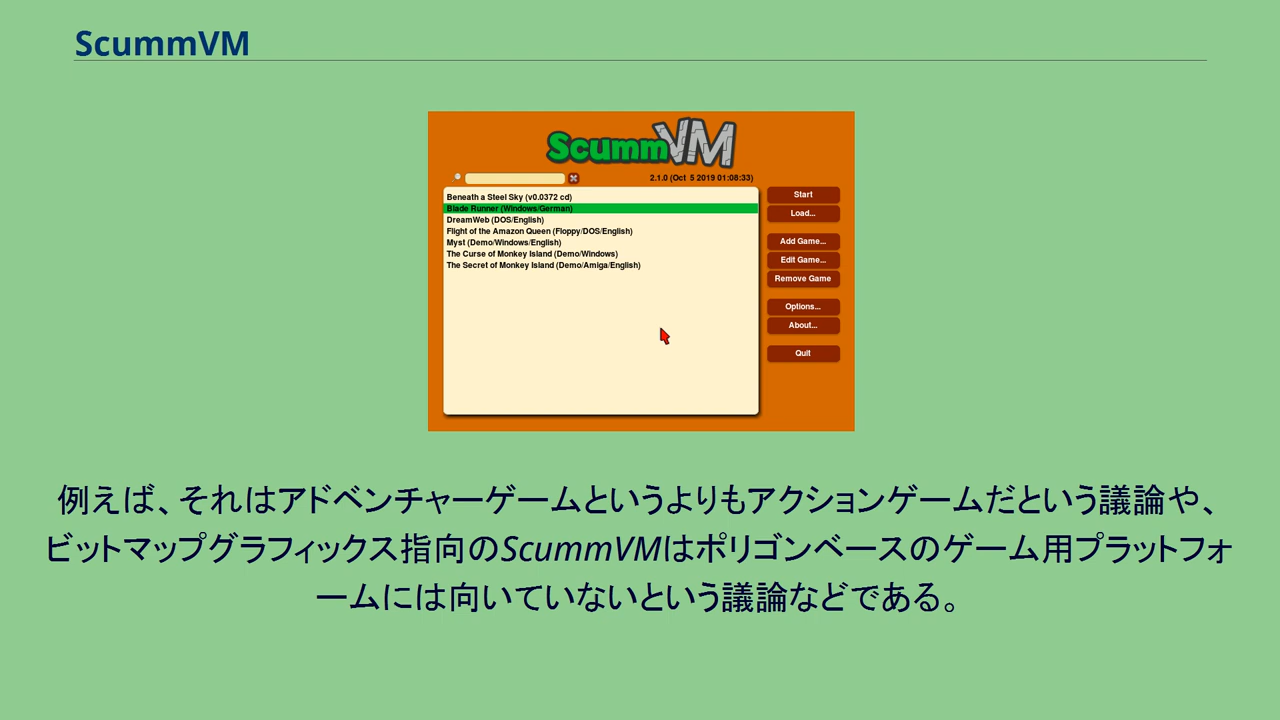 ScummVM
ScummVM
2.1.0 (Oct 5 2019 01:08:33)
Beneath a Steel Sky (v0.0372 cd)
Blade Runner (Windows/German)
DreamWeb (DOS/English)
Flight of the Amazon Queen (Floppy/DOS/English)
Myst (Demo/Windows/English)
The Curse of Monkey Island (Demo/Windows)
The Secret of Monkey Island (Demo/Amiga/English)
Start
Load...
Add Game...
Edit Game...
Remove Game
Options...
About...
Quit
例えば、それはアドベンチャーゲームというよりもアクションゲームだという議論や、
ビットマップグラフィックス指向のScummVMはポリゴンベースのゲーム用プラットフォ
ームには向いていないという議論などである。